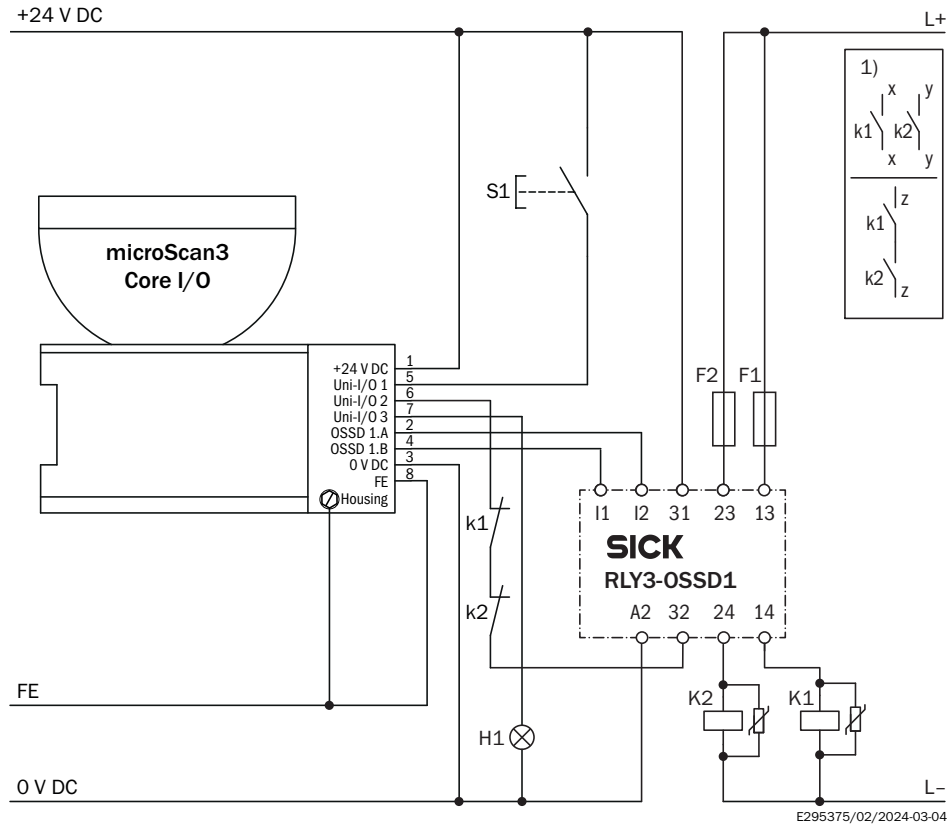 +24 V DC
L+
1)
x y
k1 k2
x y
z
k1
k2
z
S1
microScan3
Core I/O
+24 V DC 1
Uni-I/O 1 5
Uni-I/O 2 6
Uni-I/O 3 7
OSSD 1.A 2
OSSD 1.B 4
0 V DC 3
FE 8
Housing
F2 F1
I1 I2 31 23 13
SICK
RLY3-OSSD1
A2 32 24 14
k1
k2
FE
K2 K1
H1
0 V DC
L–
E295375/02/2024-03-04